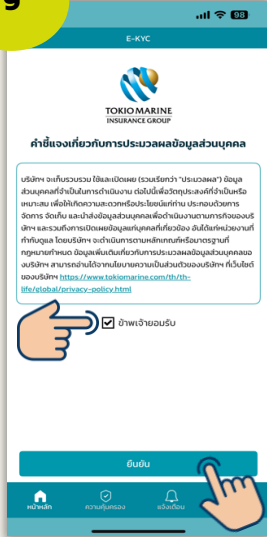 9
98
E-KYC
TOKIO MARINE
INSURANCE GROUP
คำชี้แจงเกี่ยวกับการประมวลผลข้อมูลส่วนบุคคล
บริษัทฯ จะเก็บรวบรวม ใช้และเปิดเผย (รวมเรียกว่า "ประมวลผล") ข้อมูล
ส่วนบุคคลที่จำเป็นในการดำเนินงาน ต่อไปนี้เพื่อวัตถุประสงค์ที่จำเป็นหรือ
เหมาะสม เพื่อให้เกิดความสะดวกหรือประโยชน์แก่ท่าน ประกอบด้วยการ
จัดการ จัดเก็บ และนำส่งข้อมูลส่วนบุคคลเพื่อดำเนินงานตามภารกิจของบริ
ษัทฯ และรวมถึงการเปิดเผยข้อมูลแก่บุคคลที่เกี่ยวข้อง อันได้แก่หน่วยงานที่
กำกับดูแล โดยบริษัทฯ จะดำเนินการตามหลักเกณฑ์หรือมาตรฐานที่
กฎหมายกำหนด ข้อมูลเพิ่มเติมเกี่ยวกับการประมวลผลข้อมูลส่วนบุคคลขอ
งบริษัทฯ สามารถอ่านได้จากนโยบายความเป็นส่วนตัวของบริษัทฯ ที่เว็บไซต์
ของบริษัทฯ https://www.tokiomarine.com/th/th-
life/global/privacy-policy.html
ข้าพเจ้ายอมรับ
ยืนยัน
หน้าหลัก ความคุ้มครอง แจ้งเตือน